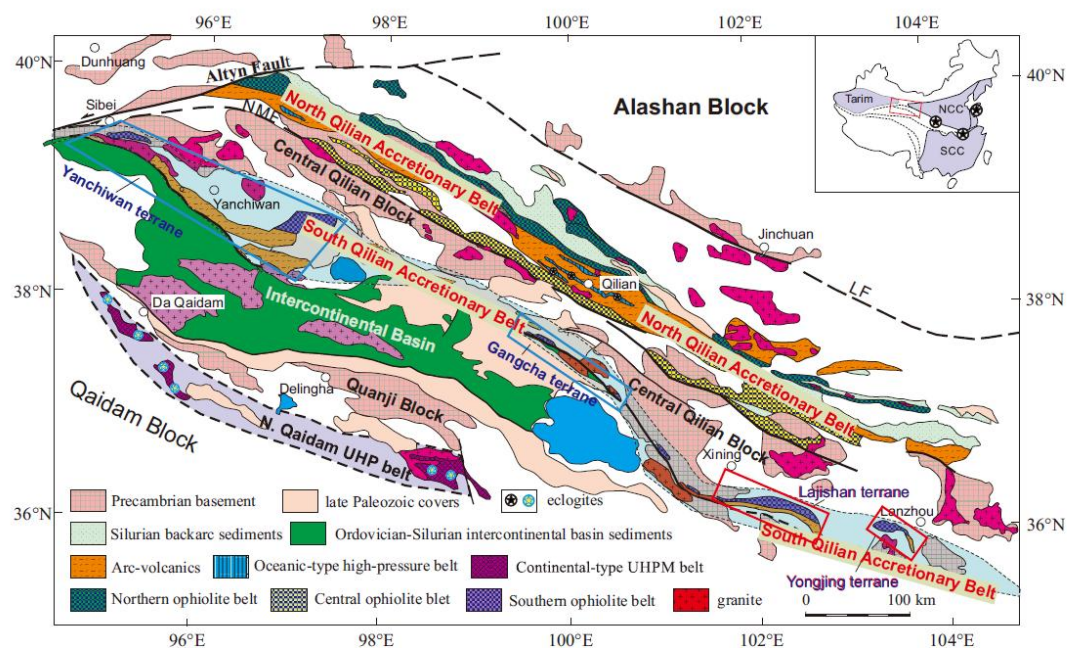 96°E 98°E 100°E 102°E 104°E
40°N
40°N
Dunhuang
Altyn Fault
Sibei
NMF
North Qilian Accretionary Belt
Alashan Block
Tarim
NCC
SCC
Central Qilian Block
Yanchiwan
Yanchiwan terrane
South Qilian Accretionary Belt
Jinchuan
LF
38°N
38°N
Da Qaidam
Intercontinental Basin
Qilian
North Qilian Accretionary Belt
Gangcha terrane
Delingha
Quanji Block
Central Qilian Block
Qaidam Block
N. Qaidam UHP belt
Xining
Lajishan terrane
Lanzhou
36°N
36°N
South Qilian Accretionary Belt
Yongjing terrane
Precambrian basement
late Paleozoic covers
eclogites
Silurian backarc sediments
Ordovician-Silurian intercontinental basin sediments
Arc-volcanics
Oceanic-type high-pressure belt
Continental-type UHPM belt
Northern ophiolite belt
Central ophiolite blet
Southern ophiolite belt
granite
0 100 km
96°E 98°E 100°E 102°E 104°E